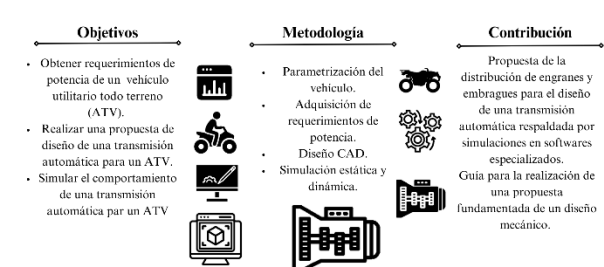 Objetivos
• Obtener requerimientos de
potencia de un vehículo
utilitario todo terreno
(ATV).
• Realizar una propuesta de
diseño de una transmisión
automática para un ATV.
• Simular el comportamiento
de una transmisión
automática par un ATV
Metodología
• Parametrización del
vehículo.
• Adquisición de
requerimientos de
potencia.
• Diseño CAD.
• Simulación estática y
dinámica.
Contribución
Propuesta de la
distribución de engranes y
embragues para el diseño
de una transmisión
automática respaldada por
simulaciones en softwares
especializados.
Guía para la realización de
una propuesta
fundamentada de un diseño
mecánico.